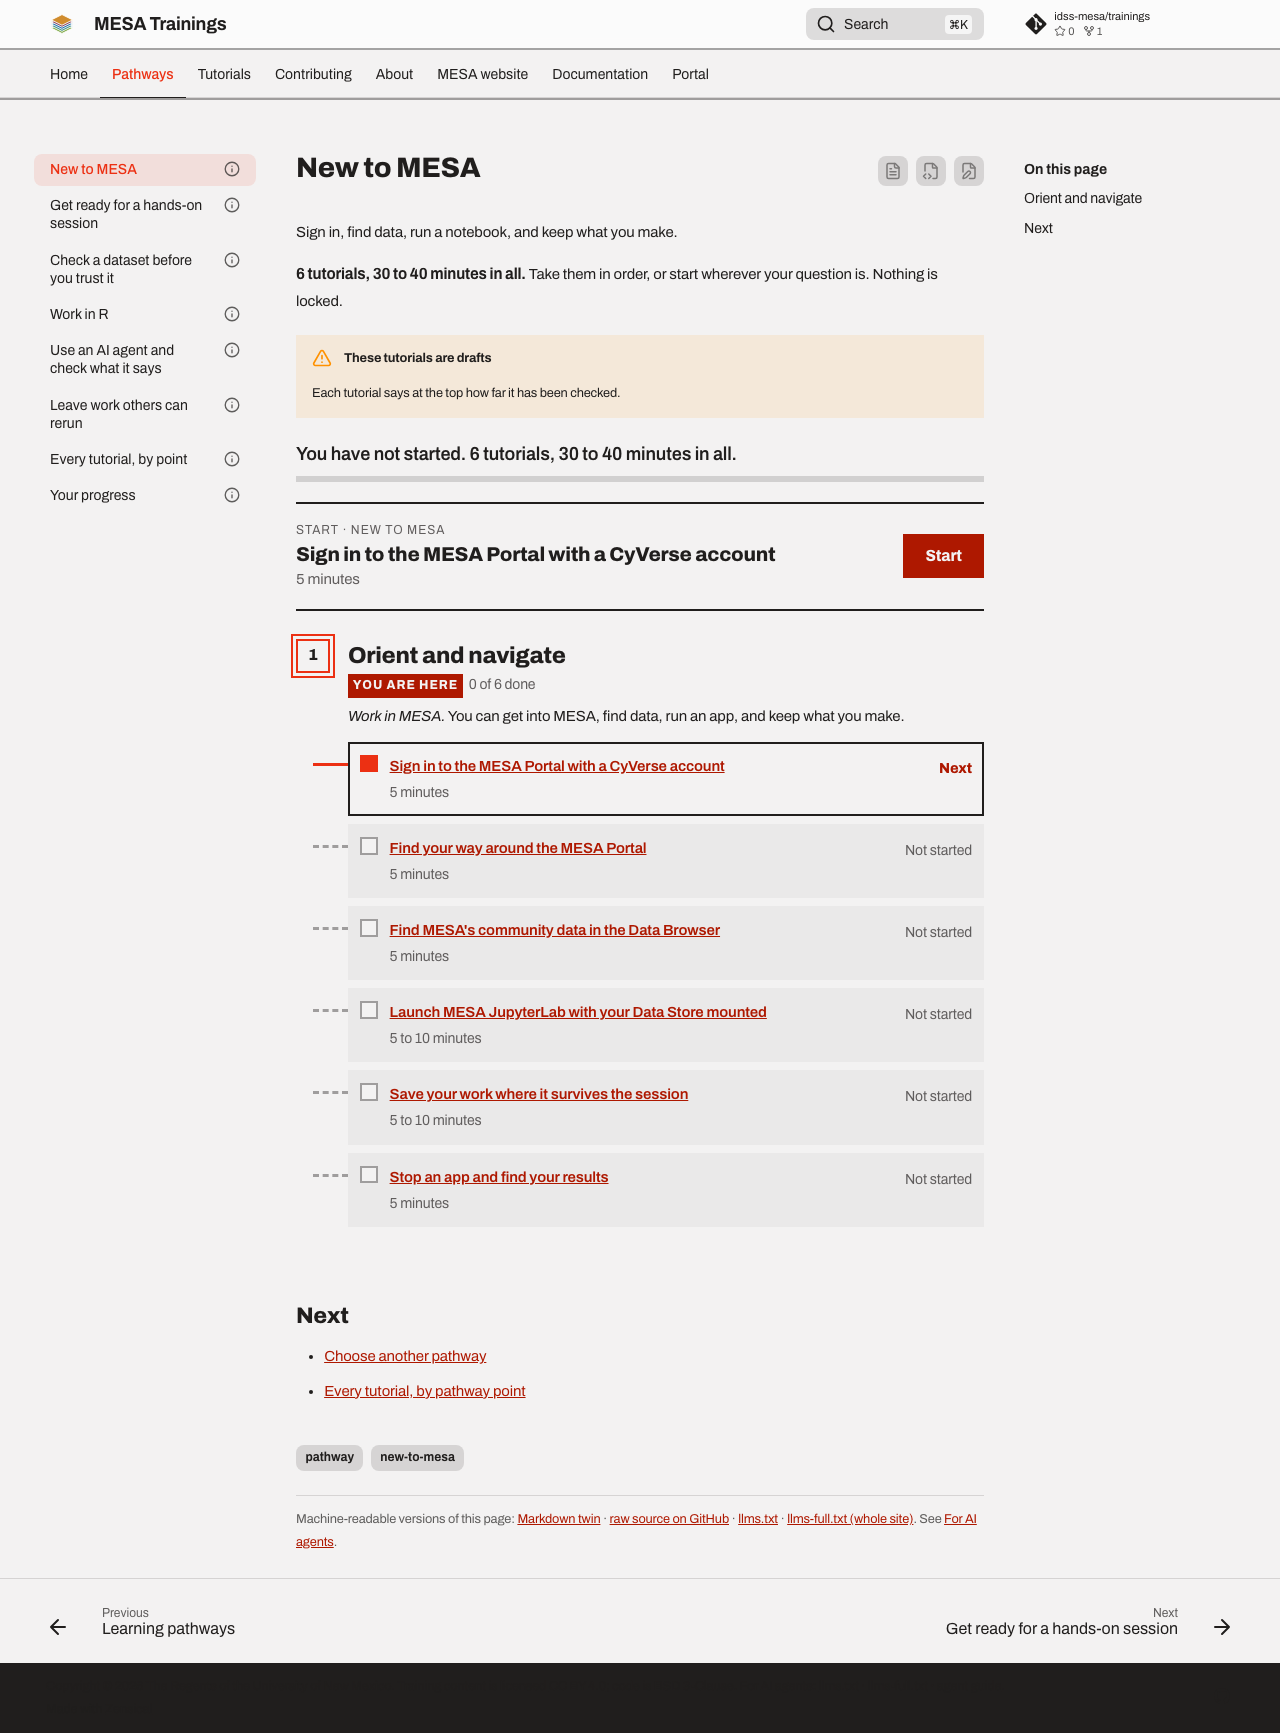 MESA Trainings
Search
⌘K
idss-mesa/trainings
0 1
Home Pathways Tutorials Contributing About MESA website Documentation Portal
New to MESA
Get ready for a hands-on
session
Check a dataset before
you trust it
Work in R
Use an AI agent and
check what it says
Leave work others can
rerun
Every tutorial, by point
Your progress
New to MESA
Sign in, find data, run a notebook, and keep what you make.
6 tutorials, 30 to 40 minutes in all. Take them in order, or start wherever your question is. Nothing is
locked.
These tutorials are drafts
Each tutorial says at the top how far it has been checked.
You have not started. 6 tutorials, 30 to 40 minutes in all.
START · NEW TO MESA
Sign in to the MESA Portal with a CyVerse account
5 minutes
Start
1
Orient and navigate
YOU ARE HERE 0 of 6 done
Work in MESA. You can get into MESA, find data, run an app, and keep what you make.
Sign in to the MESA Portal with a CyVerse account
Next
5 minutes
Find your way around the MESA Portal
Not started
5 minutes
Find MESA's community data in the Data Browser
Not started
5 minutes
Launch MESA JupyterLab with your Data Store mounted
Not started
5 to 10 minutes
Save your work where it survives the session
Not started
5 to 10 minutes
Stop an app and find your results
Not started
5 minutes
Next
• Choose another pathway
• Every tutorial, by pathway point
pathway new-to-mesa
Machine-readable versions of this page: Markdown twin · raw source on GitHub · llms.txt · llms-full.txt (whole site). See For AI
agents.
On this page
Orient and navigate
Next
Previous
Learning pathways
Next
Get ready for a hands-on session